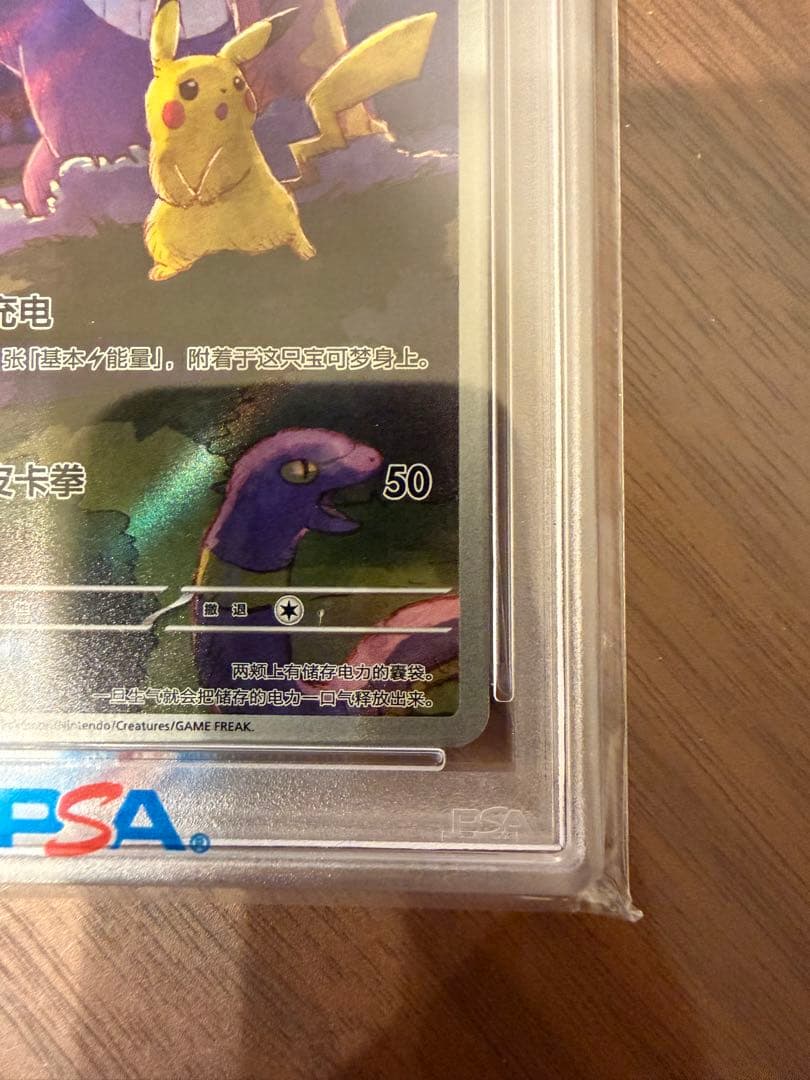 充电
张「基本能量」，附着于这只宝可梦身上。
皮卡拳 50
性
撤退
两颊上有储存电力的囊袋。
一旦生气就会把储存的电力一口气释放出来。
Nintendo/Creatures/GAME FREAK.
PSA®
PSA